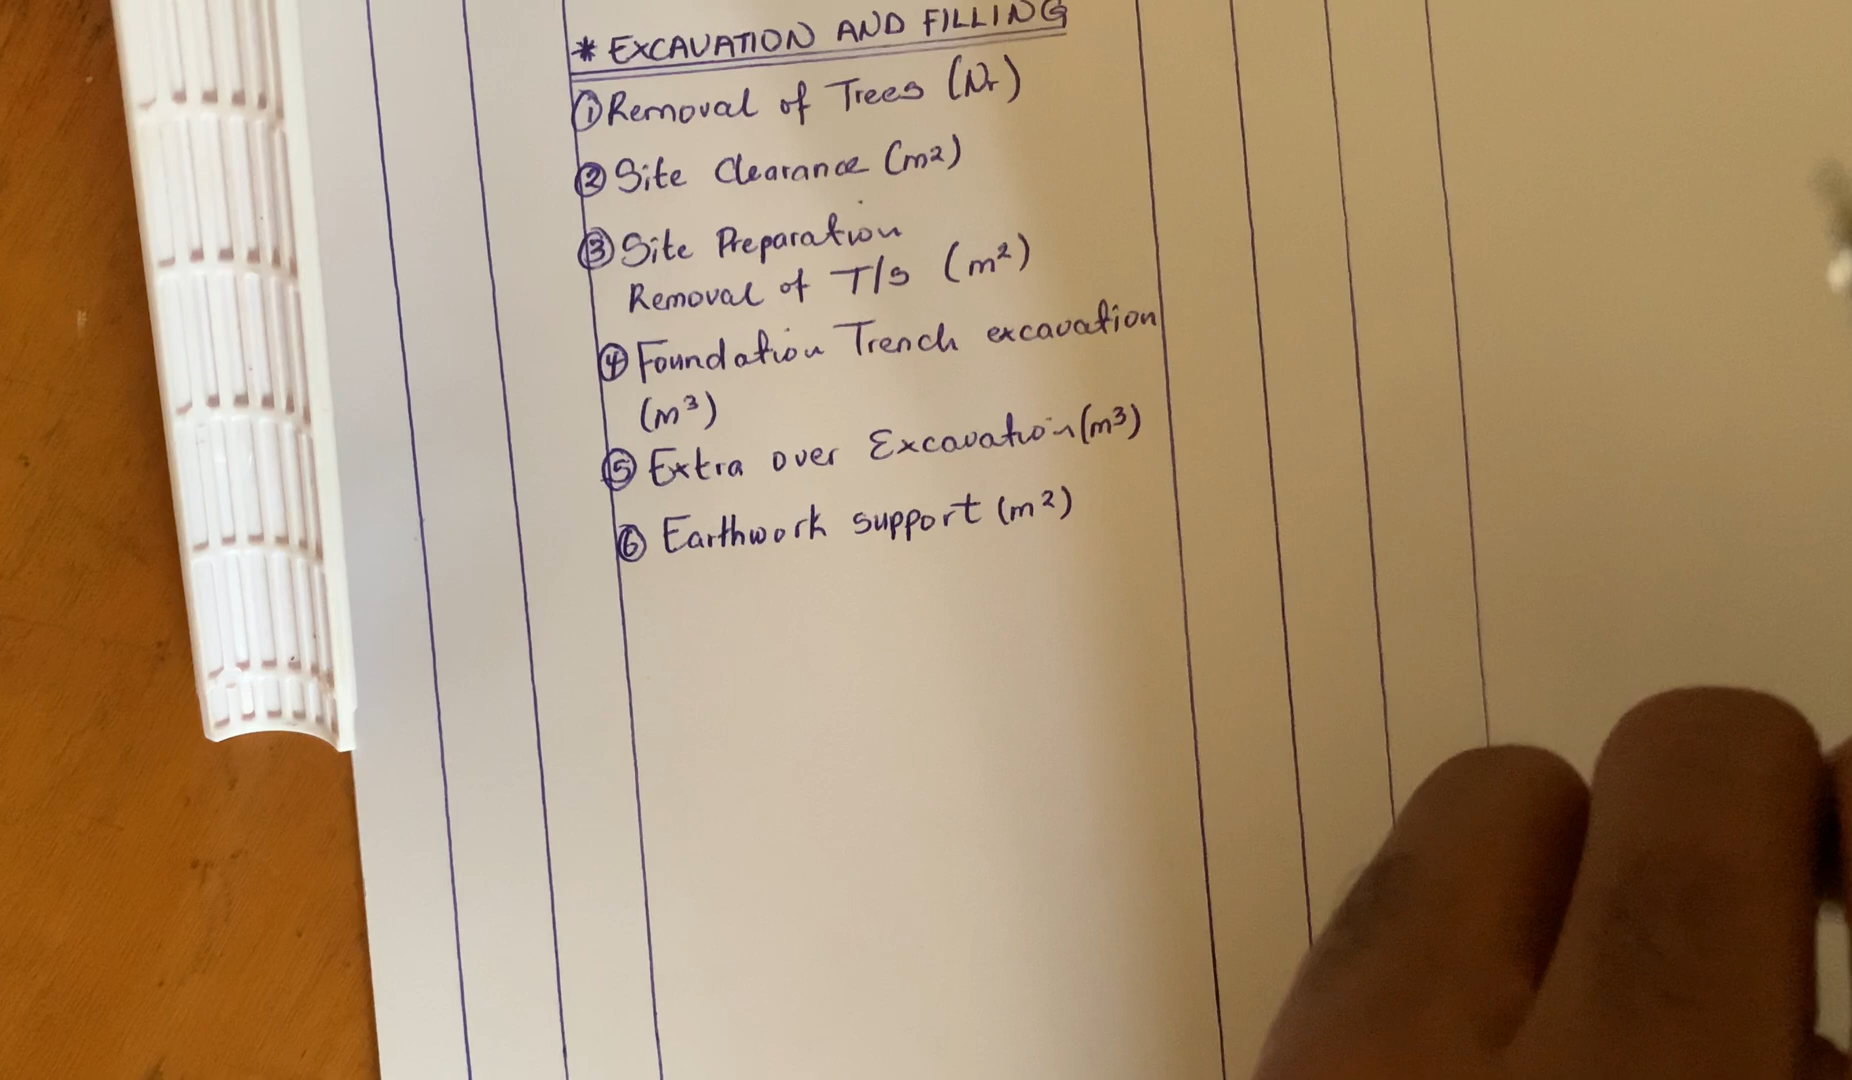 * EXCAVATION AND FILLING
① Removal of Trees (Nr)
② Site Clearance (m2)
③ Site Preparation
Removal of T/S (m²)
④ Foundation Trench excavation
(m³)
⑤ Extra over Excavation (m³)
⑥ Earthwork support (m²)